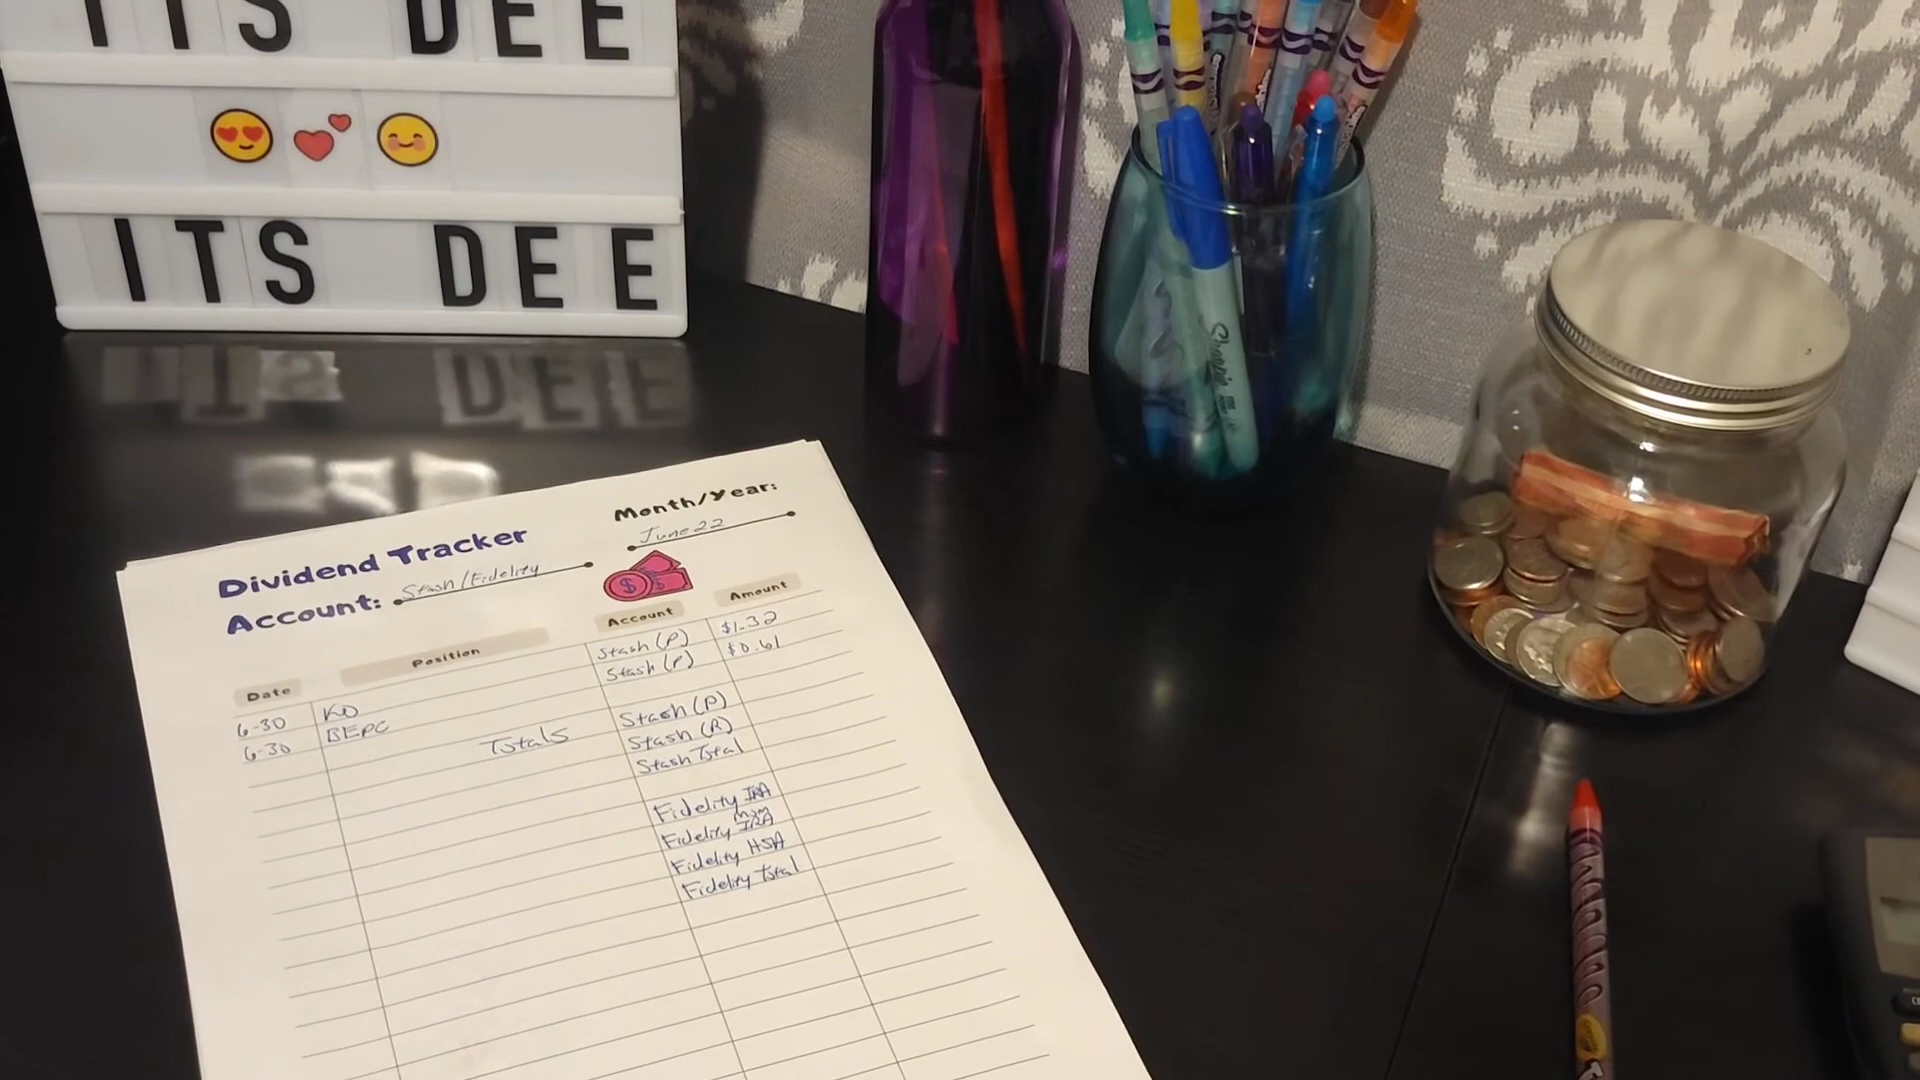 ITS DEE
ITS DEE
Dividend Tracker
Month/Year:
June 22
Account: Stash/Fidelity
Date Position Account Amount
6-30 KO Stash (P) $1.32
6-30 BEPC Stash (P) $0.61
Totals Stash (P)
Stash (R)
Stash Total
Fidelity IRA
Fidelity Mom IRA
Fidelity HSA
Fidelity Total
Sharpie